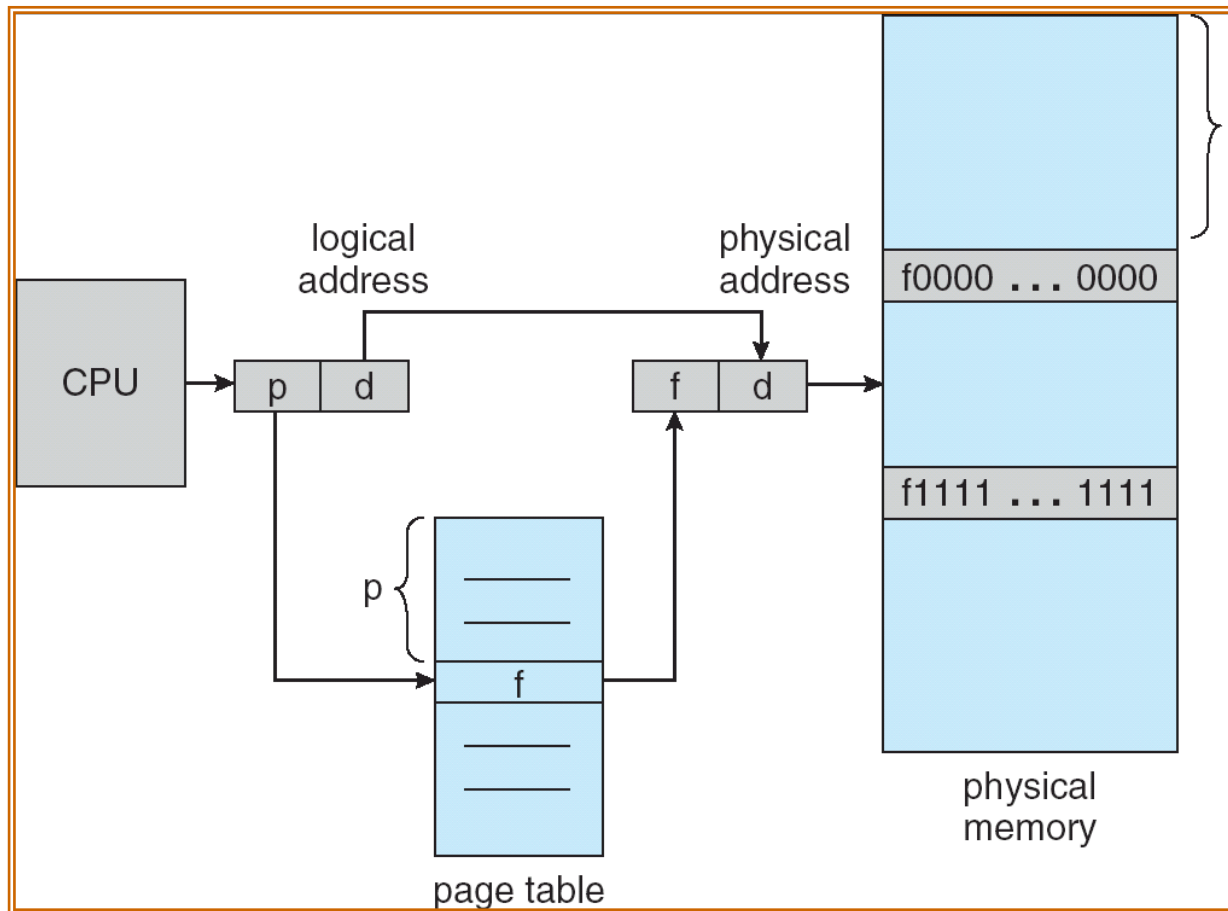 logical
address
physical
address
f0000 ... 0000
CPU
p
d
f
d
f1111 ... 1111
p
f
physical
memory
page table